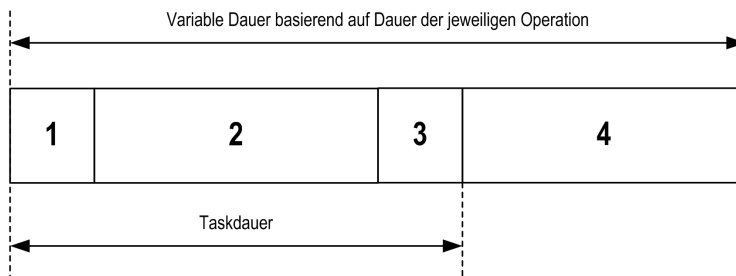 Variable Dauer basierend auf Dauer der jeweiligen Operation
1 2 3 4
Taskdauer